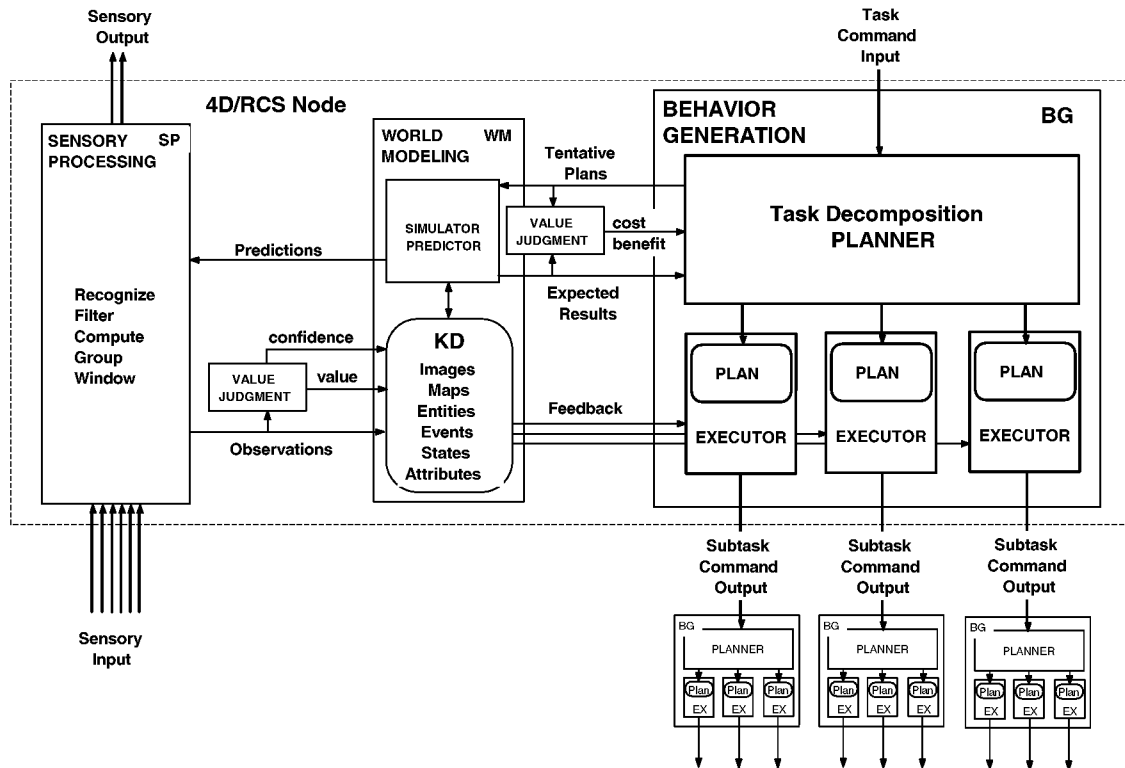 Sensory
Output
Task
Command
Input
4D/RCS Node
SENSORY SP
PROCESSING
Recognize
Filter
Compute
Group
Window
WORLD WM
MODELING
SIMULATOR
PREDICTOR
Predictions
confidence
VALUE
JUDGMENT
value
Observations
KD
Images
Maps
Entities
Events
States
Attributes
Tentative
Plans
VALUE
JUDGMENT
cost
benefit
Expected
Results
Feedback
BEHAVIOR
GENERATION
BG
Task Decomposition
PLANNER
PLAN
EXECUTOR
PLAN
EXECUTOR
PLAN
EXECUTOR
Sensory
Input
Subtask
Command
Output
Subtask
Command
Output
Subtask
Command
Output
BG
PLANNER
Plan Plan Plan
EX EX EX
BG
PLANNER
Plan Plan Plan
EX EX EX
BG
PLANNER
Plan Plan Plan
EX EX EX